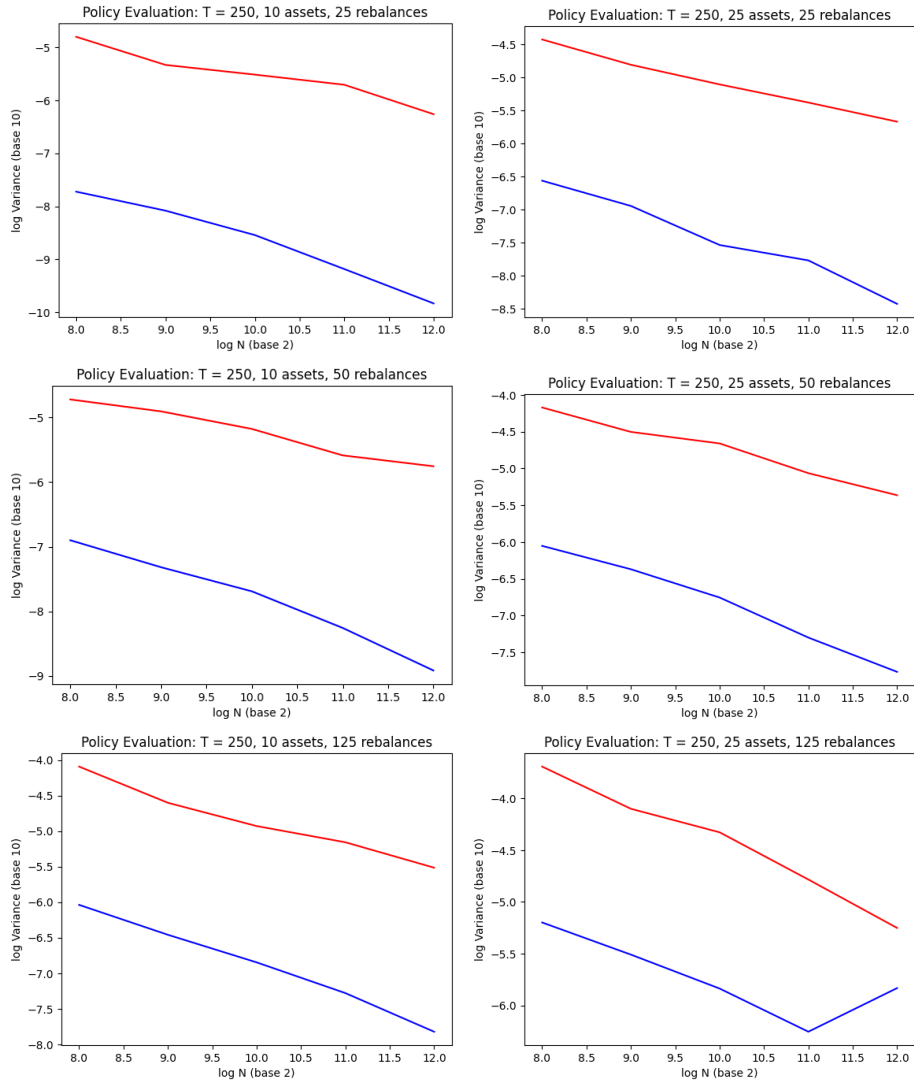 Policy Evaluation: T = 250, 10 assets, 25 rebalances
−5
−6
−7
−8
−9
−10
log Variance (base 10)
8.0 8.5 9.0 9.5 10.0 10.5 11.0 11.5 12.0
log N (base 2)
Policy Evaluation: T = 250, 25 assets, 25 rebalances
−4.5
−5.0
−5.5
−6.0
−6.5
−7.0
−7.5
−8.0
−8.5
log Variance (base 10)
8.0 8.5 9.0 9.5 10.0 10.5 11.0 11.5 12.0
log N (base 2)
Policy Evaluation: T = 250, 10 assets, 50 rebalances
−5
−6
−7
−8
−9
log Variance (base 10)
8.0 8.5 9.0 9.5 10.0 10.5 11.0 11.5 12.0
log N (base 2)
Policy Evaluation: T = 250, 25 assets, 50 rebalances
−4.0
−4.5
−5.0
−5.5
−6.0
−6.5
−7.0
−7.5
log Variance (base 10)
8.0 8.5 9.0 9.5 10.0 10.5 11.0 11.5 12.0
log N (base 2)
Policy Evaluation: T = 250, 10 assets, 125 rebalances
−4.0
−4.5
−5.0
−5.5
−6.0
−6.5
−7.0
−7.5
−8.0
log Variance (base 10)
8.0 8.5 9.0 9.5 10.0 10.5 11.0 11.5 12.0
log N (base 2)
Policy Evaluation: T = 250, 25 assets, 125 rebalances
−4.0
−4.5
−5.0
−5.5
−6.0
log Variance (base 10)
8.0 8.5 9.0 9.5 10.0 10.5 11.0 11.5 12.0
log N (base 2)